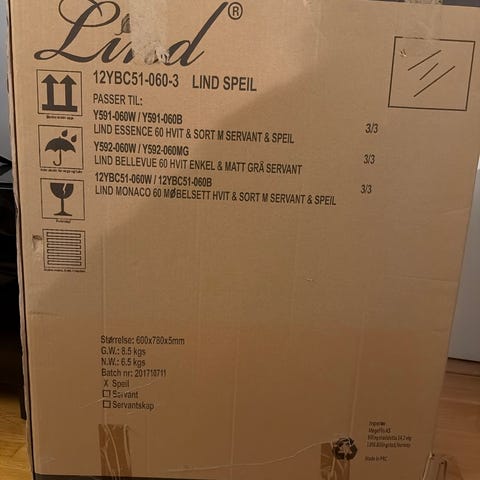 Lind®
12YBC51-060-3 LIND SPEIL
PASSER TIL:
Y591-060W / Y591-060B
LIND ESSENCE 60 HVIT & SORT M SERVANT & SPEIL 3/3
Y592-060W / Y592-060MG
LIND BELLEVUE 60 HVIT ENKEL & MATT GRÅ SERVANT 3/3
12YBC51-060W / 12YBC51-060B
LIND MONACO 60 MØBELSETT HVIT & SORT M SERVANT & SPEIL 3/3
Størrelse: 600x780x5mm
G.W.: 8.5 kgs
N.W.: 6.5 kgs
Batch nr: 201710711
X Speil
Servant
Servantskap
Importør
Megaflis AS
Made in PRC